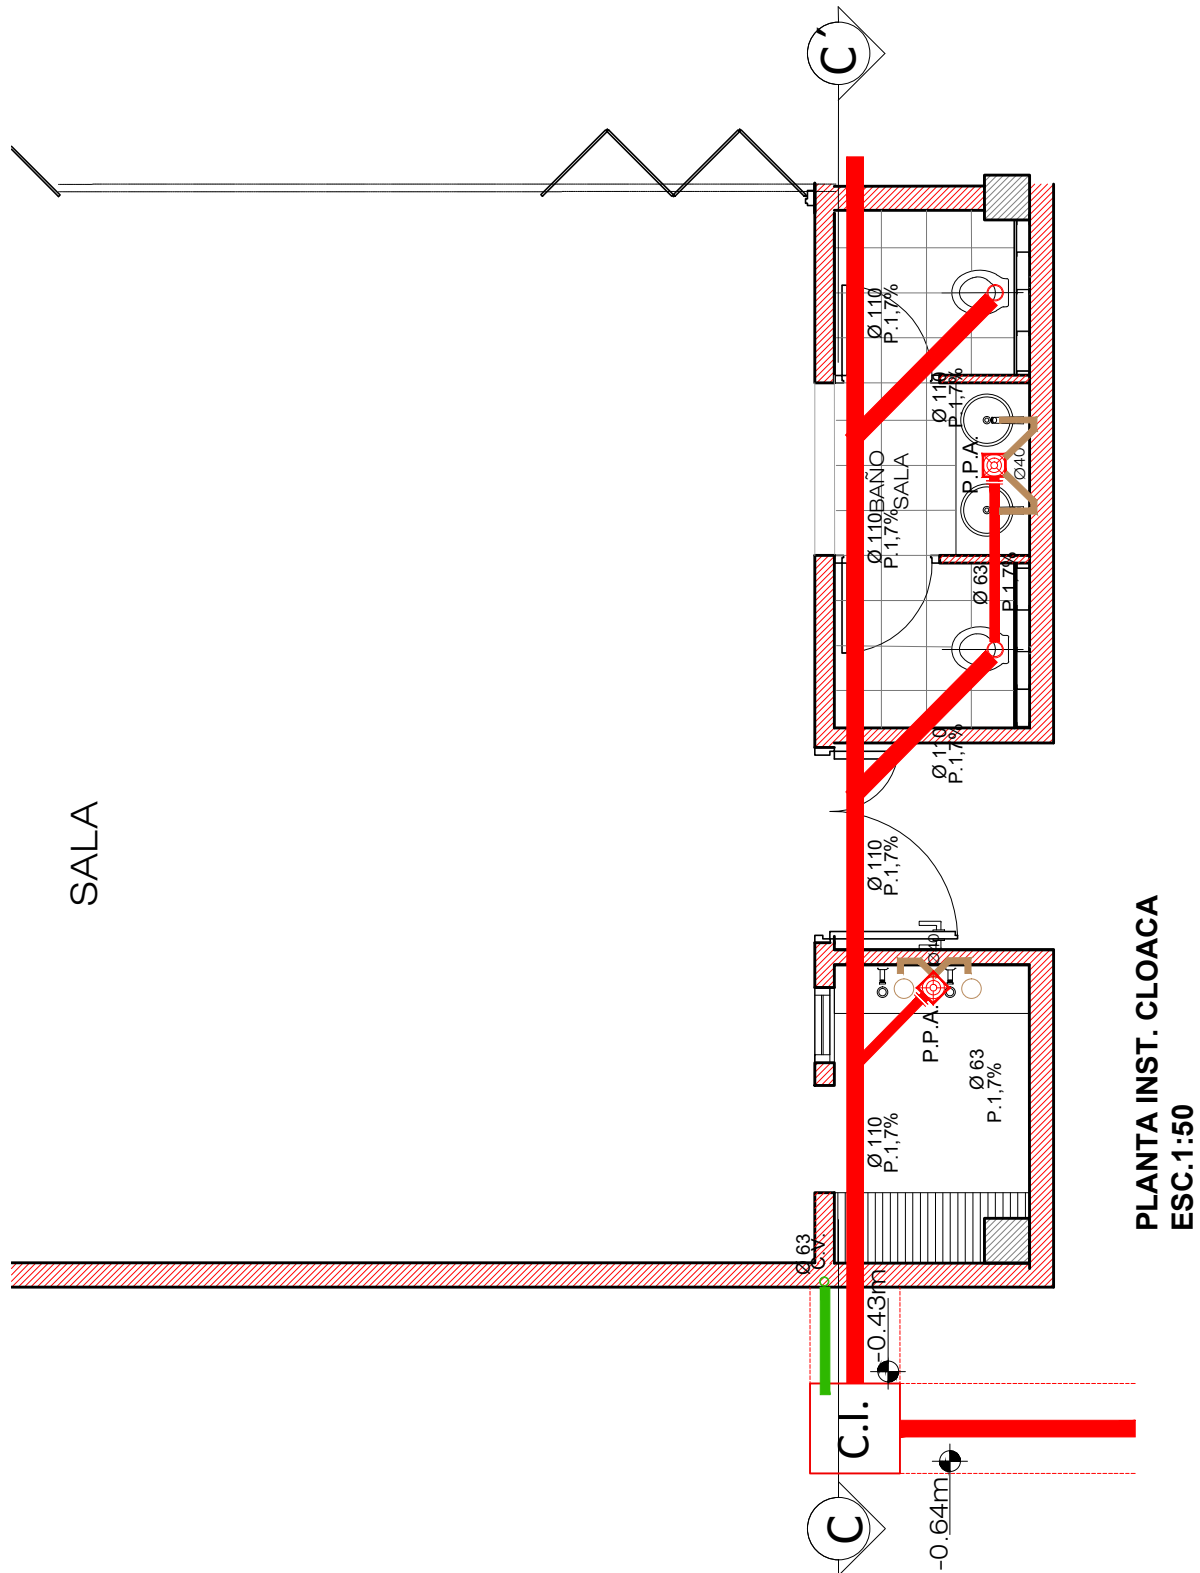 C´
Ø 110
P.1,7%
Ø 110
P.1,7%
P.P.A.
Ø40
BAÑO
SALA
Ø 110
P.1,7%
Ø 63
P.1,7%
Ø 110
P.1,7%
SALA
Ø 110
P.1,7%
Ø40
P.P.A.
Ø 63
P.1,7%
Ø 110
P.1,7%
Ø 63
C.V.
-0.43m
C.I.
-0.64m
C
PLANTA INST. CLOACA
ESC.1:50